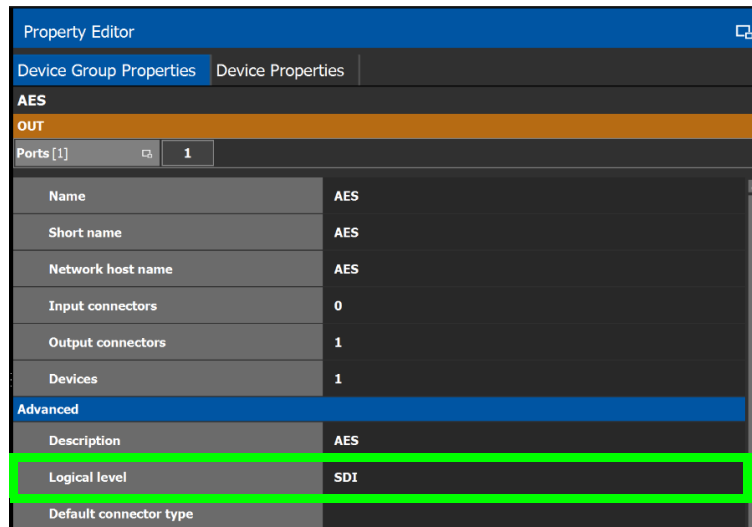 Property Editor
Device Group Properties Device Properties
AES
OUT
Ports [1] 1
Name AES
Short name AES
Network host name AES
Input connectors 0
Output connectors 1
Devices 1
Advanced
Description AES
Logical level SDI
Default connector type